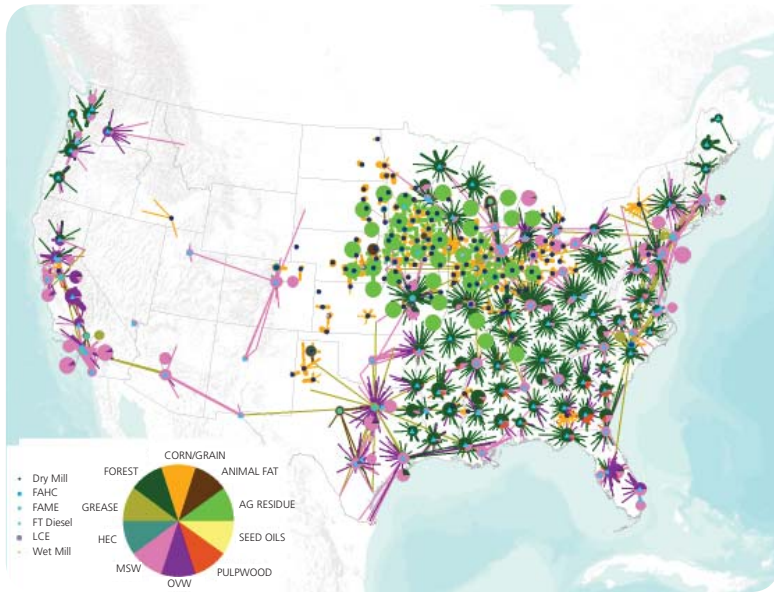 CORN/GRAIN
FOREST
ANIMAL FAT
GREASE
AG RESIDUE
HEC
SEED OILS
MSW
PULPWOOD
OVW
Dry Mill
FAHC
FAME
FT Diesel
LCE
Wet Mill